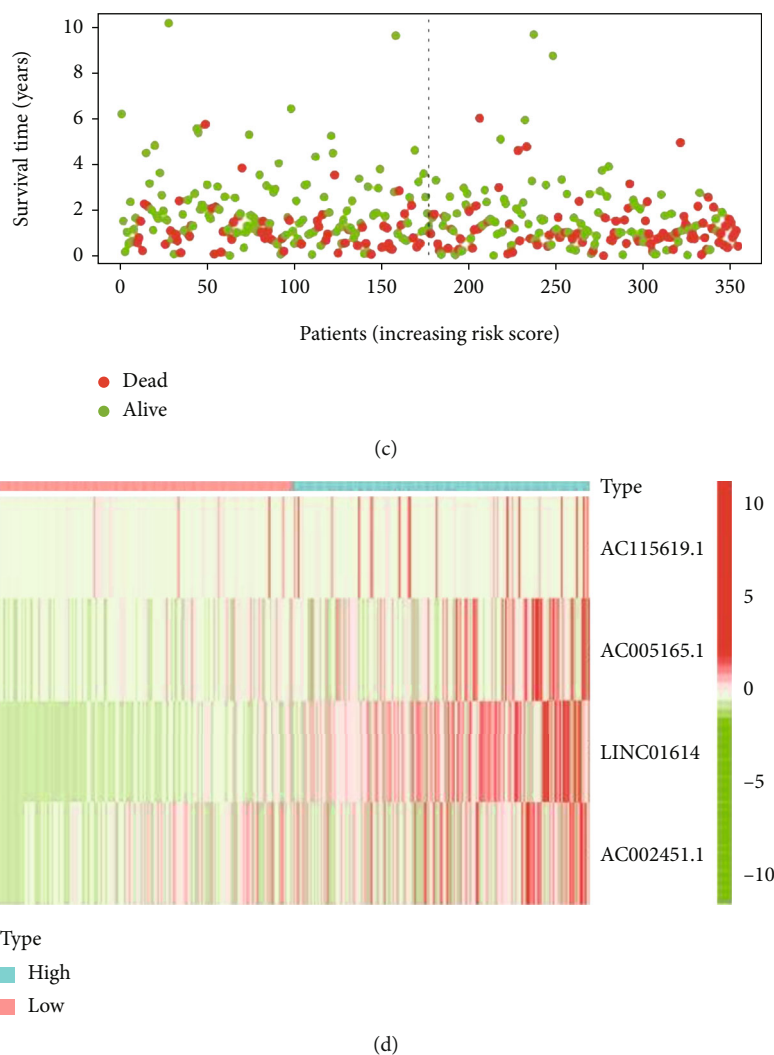 10
8
6
4
2
0
Survival time (years)
0 50 100 150 200 250 300 350
Patients (increasing risk score)
Dead
Alive
(c)
Type
AC115619.1
AC005165.1
LINC01614
AC002451.1
10
5
0
−5
−10
Type
High
Low
(d)